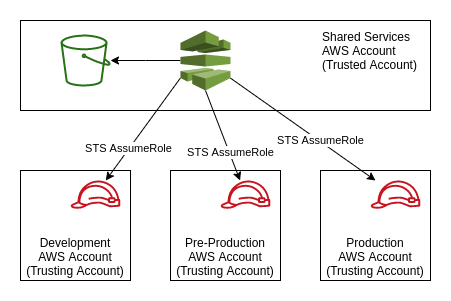 Shared Services
AWS Account
(Trusted Account)
STS AssumeRole
STS AssumeRole
STS AssumeRole
Development
AWS Account
(Trusting Account)
Pre-Production
AWS Account
(Trusting Account)
Production
AWS Account
(Trusting Account)